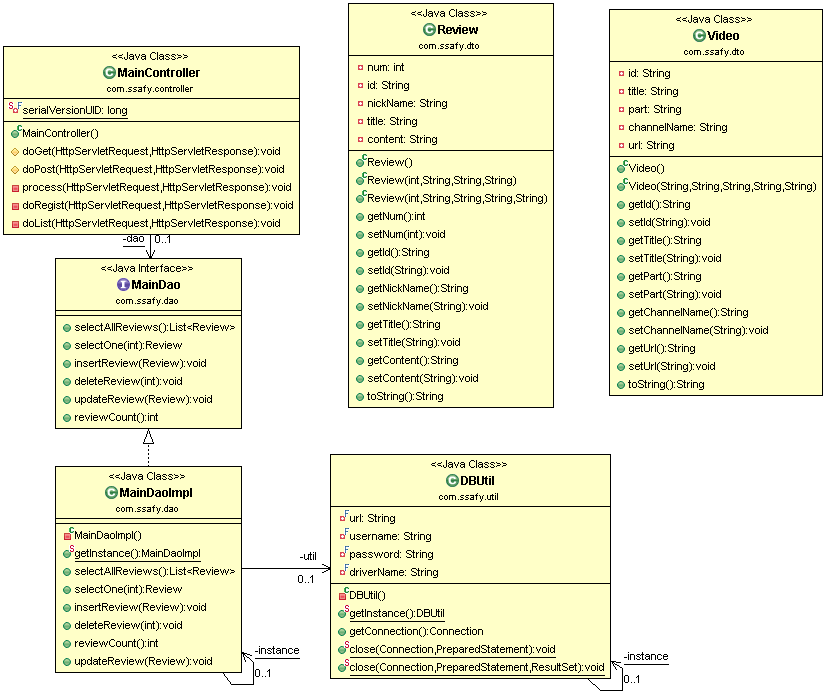 <<Java Class>>
MainController
com.ssafy.controller
serialVersionUID: long
MainController()
doGet(HttpServletRequest,HttpServletResponse):void
doPost(HttpServletRequest,HttpServletResponse):void
process(HttpServletRequest,HttpServletResponse):void
doRegist(HttpServletRequest,HttpServletResponse):void
doList(HttpServletRequest,HttpServletResponse):void
-dao 0..1
<<Java Interface>>
MainDao
com.ssafy.dao
selectAllReviews():List<Review>
selectOne(int):Review
insertReview(Review):void
deleteReview(int):void
updateReview(Review):void
reviewCount():int
<<Java Class>>
MainDaoImpl
com.ssafy.dao
MainDaoImpl()
getInstance():MainDaoImpl
selectAllReviews():List<Review>
selectOne(int):Review
insertReview(Review):void
deleteReview(int):void
reviewCount():int
updateReview(Review):void
-instance
0..1
-util
0..1
<<Java Class>>
Review
com.ssafy.dto
num: int
id: String
nickName: String
title: String
content: String
Review()
Review(int,String,String,String)
Review(int,String,String,String,String)
getNum():int
setNum(int):void
getId():String
setId(String):void
getNickName():String
setNickName(String):void
getTitle():String
setTitle(String):void
getContent():String
setContent(String):void
toString():String
<<Java Class>>
Video
com.ssafy.dto
id: String
title: String
part: String
channelName: String
url: String
Video()
Video(String,String,String,String,String)
getId():String
setId(String):void
getTitle():String
setTitle(String):void
getPart():String
setPart(String):void
getChannelName():String
setChannelName(String):void
getUrl():String
setUrl(String):void
toString():String
<<Java Class>>
DBUtil
com.ssafy.util
url: String
username: String
password: String
driverName: String
DBUtil()
getInstance():DBUtil
getConnection():Connection
close(Connection,PreparedStatement):void
close(Connection,PreparedStatement,ResultSet):void
-instance
0..1